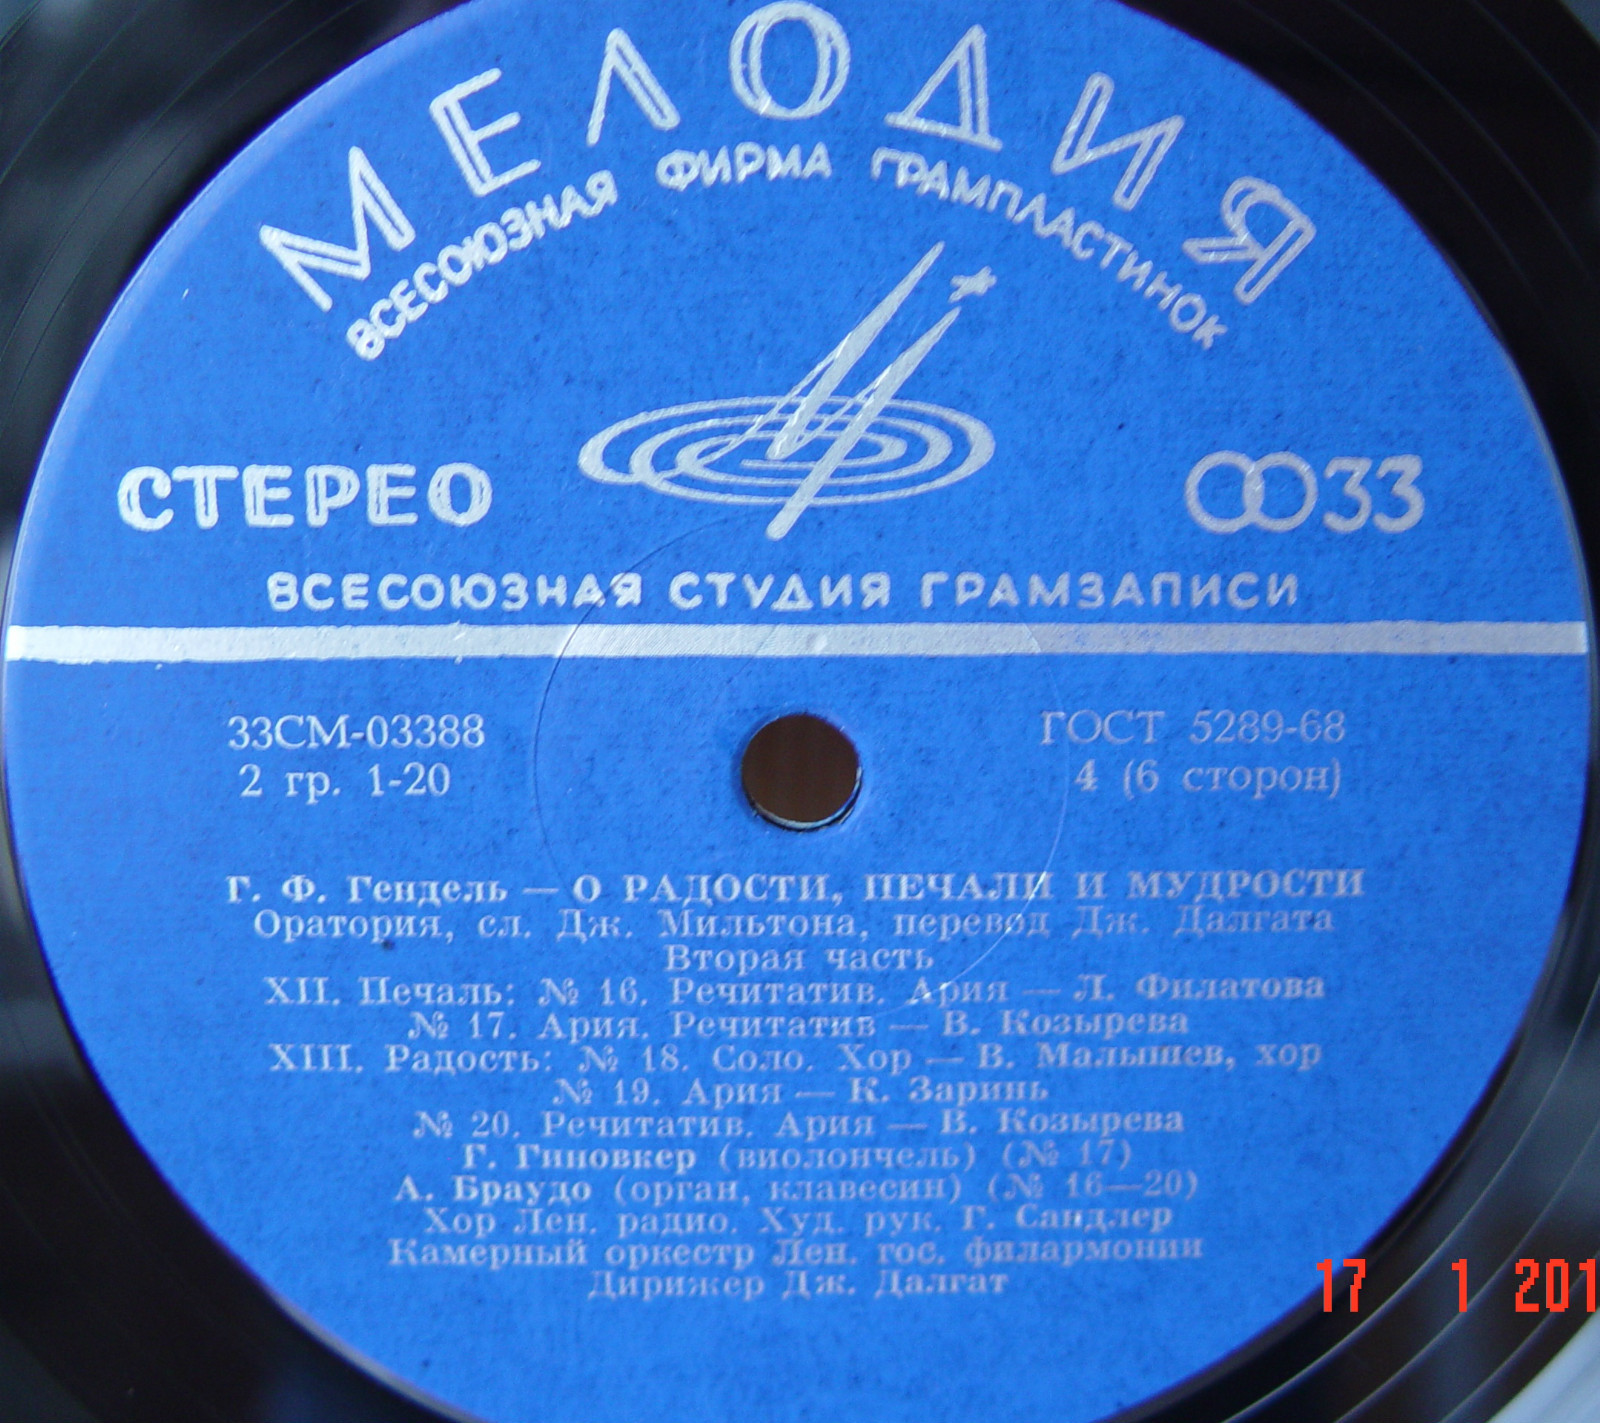 МЕЛОДИЯ
ВСЕСОЮЗНАЯ ФИРМА ГРАМПЛАСТИНОК
СТЕРЕО
33
ВСЕСОЮЗНАЯ СТУДИЯ ГРАМЗАПИСИ
33СМ-03388
ГОСТ 5289-68
2 гр. 1-20
4 (6 сторон)
Г. Ф. Гендель — О РАДОСТИ, ПЕЧАЛИ И МУДРОСТИ
Оратория, сл. Дж. Мильтона, перевод Дж. Далгата
Вторая часть
XII. Печаль: № 16. Речитатив. Ария — Л. Филатова
№ 17. Ария. Речитатив — В. Козырева
XIII. Радость: № 18. Соло. Хор — В. Малышев, хор
№ 19. Ария — К. Заринь
№ 20. Речитатив. Ария — В. Козырева
Г. Гиновкер (виолончель) (№ 17)
А. Браудо (орган, клавесин) (№ 16—20)
Хор Лен. радио. Худ. рук. Г. Сандлер
Камерный оркестр Лен. гос. филармонии
Дирижер Дж. Далгат
17 1 201